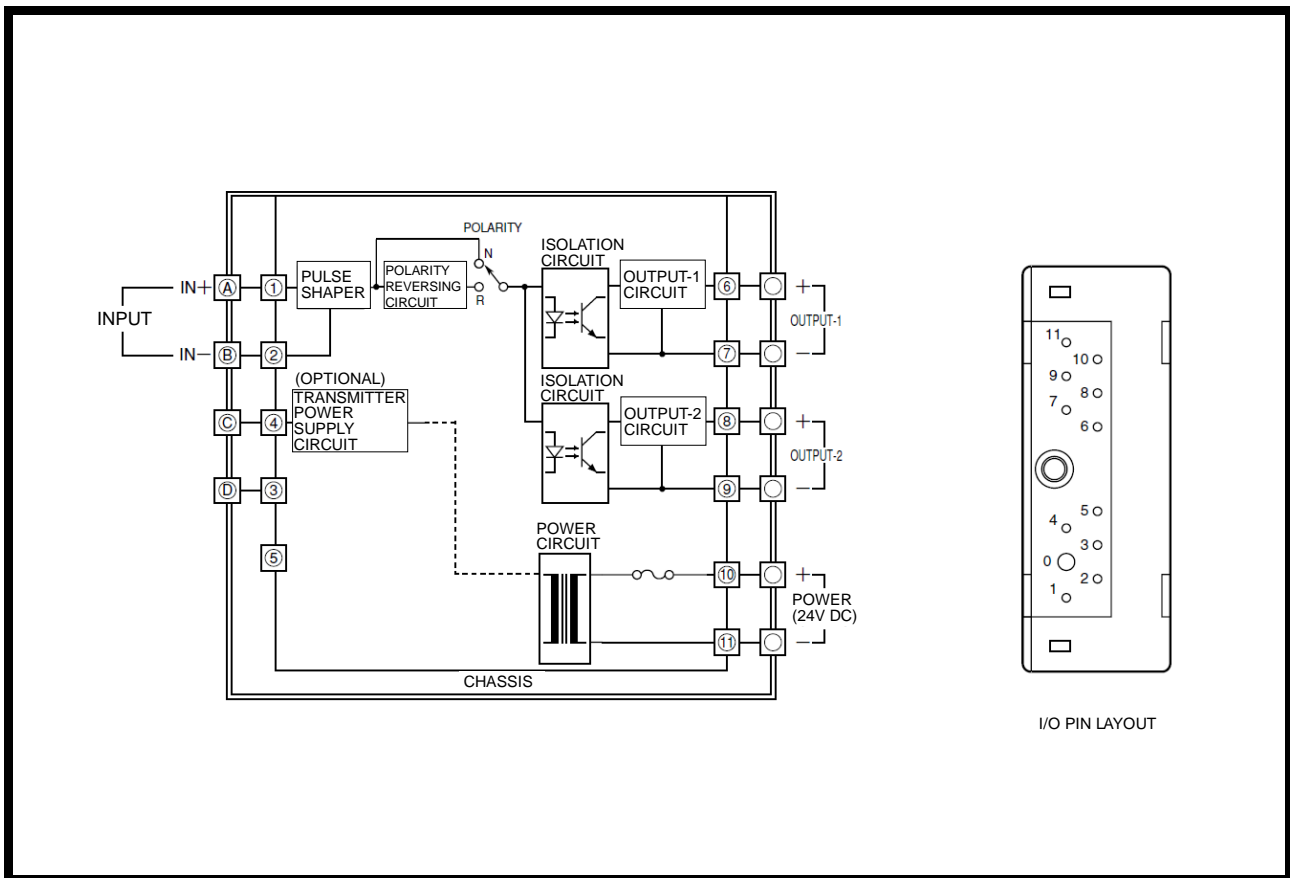 POLARITY
N
R
ISOLATION
CIRCUIT
PULSE
SHAPER
POLARITY
REVERSING
CIRCUIT
OUTPUT-1
CIRCUIT
INPUT
IN+ Ⓐ ①
IN− Ⓑ ②
⑥ +
OUTPUT-1
⑦ −
(OPTIONAL)
TRANSMITTER
POWER
SUPPLY
CIRCUIT
Ⓒ ④
Ⓓ ③
⑤
ISOLATION
CIRCUIT
OUTPUT-2
CIRCUIT
⑧ +
OUTPUT-2
⑨ −
POWER
CIRCUIT
⑩ +
POWER
(24V DC)
⑪ −
CHASSIS
11
10
9
8
7
6
5
4
3
0
2
1
I/O PIN LAYOUT